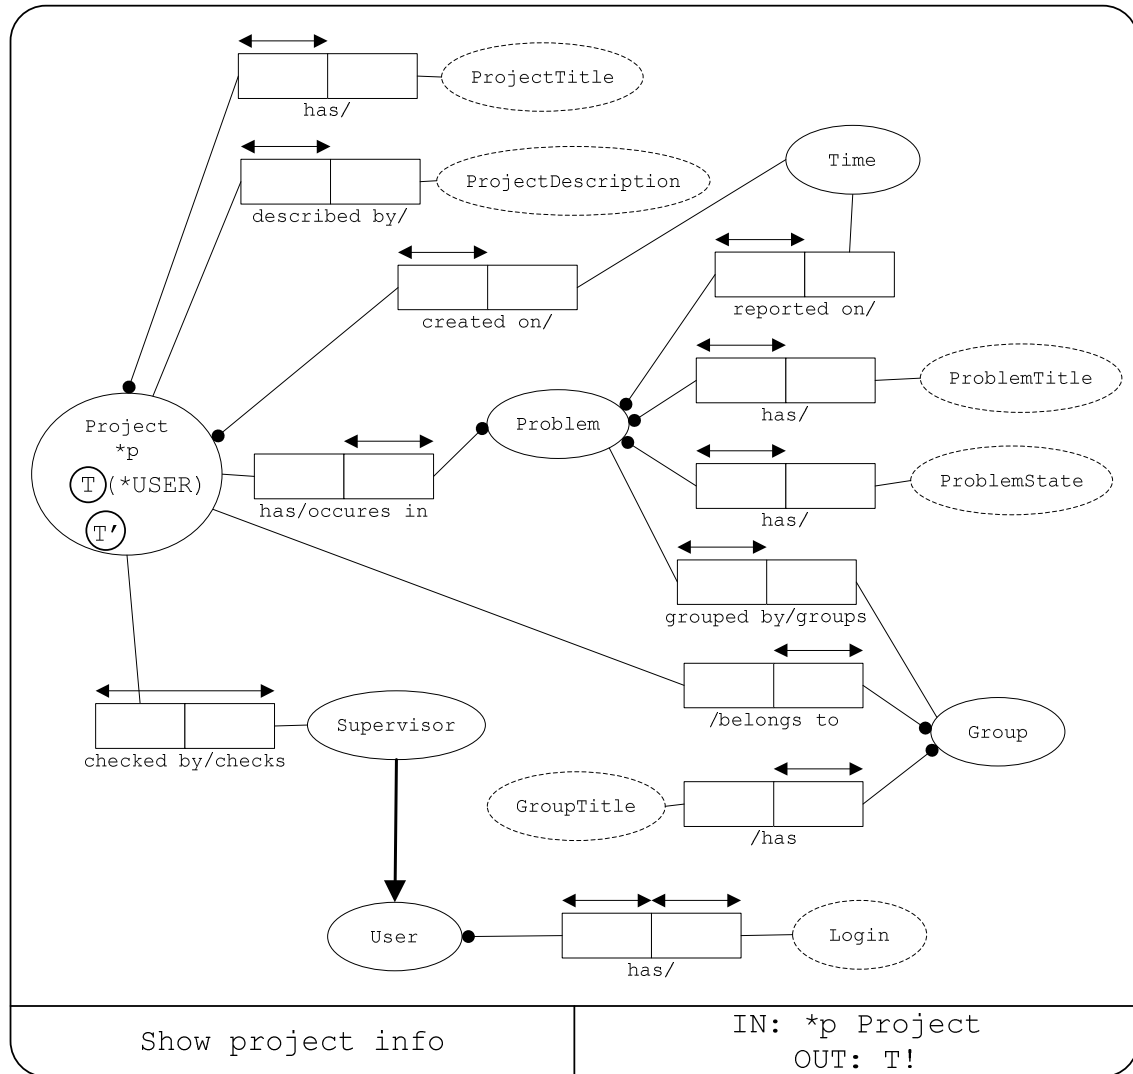 ProjectTitle
has/
Time
ProjectDescription
described by/
reported on/
created on/
ProblemTitle
has/
Project
*p
T (*USER)
T'
Problem
has/occures in
ProblemState
has/
grouped by/groups
/belongs to
Supervisor
Group
checked by/checks
GroupTitle
/has
User
Login
has/
Show project info
IN: *p Project
OUT: T!